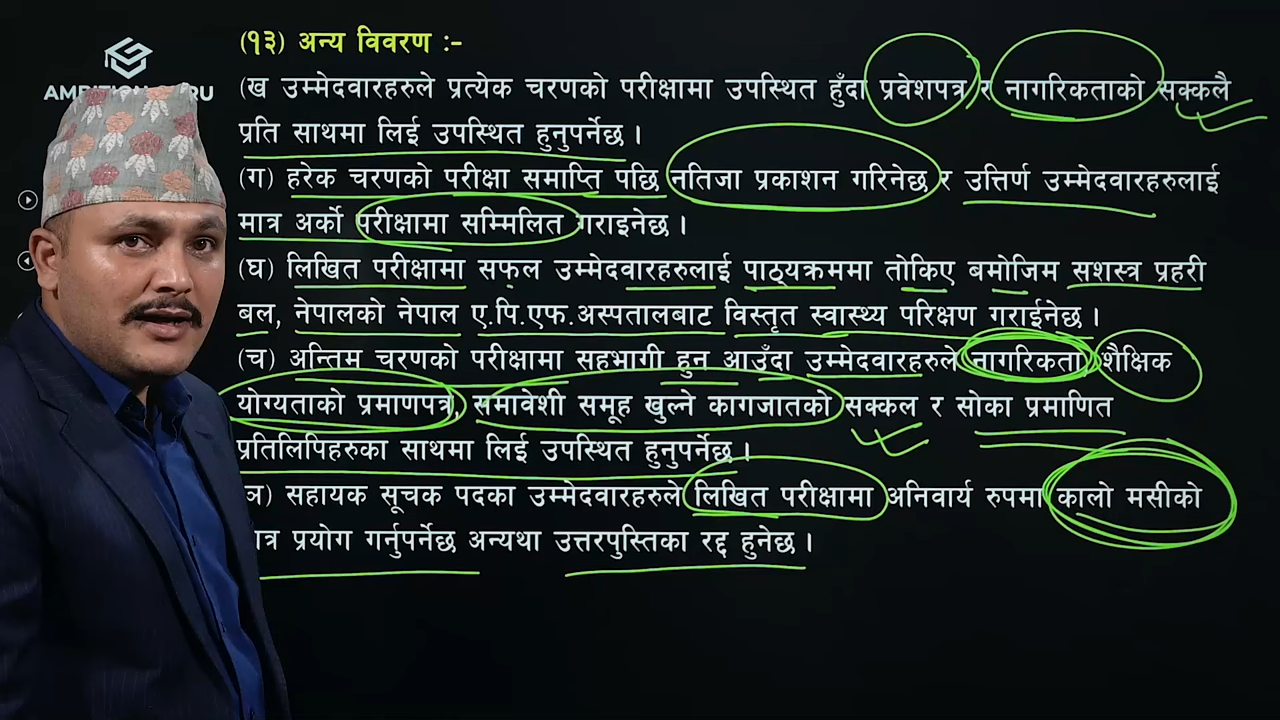 (१३) अन्य विवरण :-
AMBITION GURU
(ख उम्मेदवारहरुले प्रत्येक चरणको परीक्षामा उपस्थित हुँदा प्रवेशपत्र र नागरिकताको सक्कलै
प्रति साथमा लिई उपस्थित हुनुपर्नेछ ।
(ग) हरेक चरणको परीक्षा समाप्ति पछि नतिजा प्रकाशन गरिनेछ र उत्तिर्ण उम्मेदवारहरुलाई
मात्र अर्को परीक्षामा सम्मिलित गराइनेछ ।
(घ) लिखित परीक्षामा सफल उम्मेदवारहरुलाई पाठ्यक्रममा तोकिए बमोजिम सशस्त्र प्रहरी
बल, नेपालको नेपाल ए.पि.एफ.अस्पतालबाट विस्तृत स्वास्थ्य परिक्षण गराईनेछ ।
(च) अन्तिम चरणको परीक्षामा सहभागी हुन आउँदा उम्मेदवारहरुले नागरिकता शैक्षिक
योग्यताको प्रमाणपत्र, समावेशी समूह खुल्ने कागजातको सक्कल र सोका प्रमाणित
प्रतिलिपिहरुका साथमा लिई उपस्थित हुनुपर्नेछ ।
ञ) सहायक सूचक पदका उम्मेदवारहरुले लिखित परीक्षामा अनिवार्य रुपमा कालो मसीको
प्रयोग गर्नुपर्नेछ अन्यथा उत्तरपुस्तिका रद्द हुनेछ ।